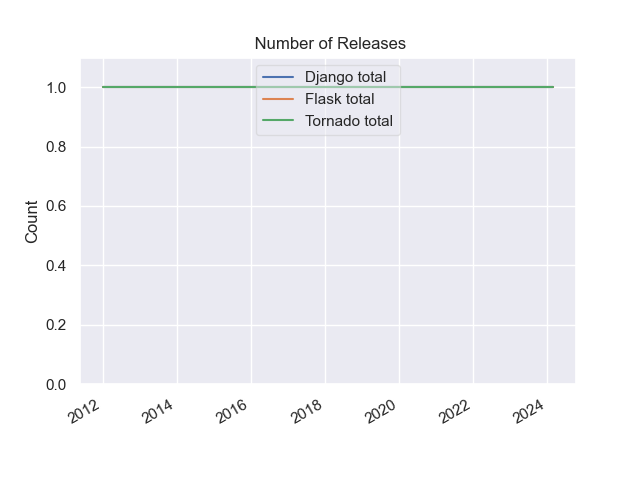 Number of Releases
Django total
Flask total
Tornado total
Count
1.0
0.8
0.6
0.4
0.2
0.0
2012
2014
2016
2018
2020
2022
2024